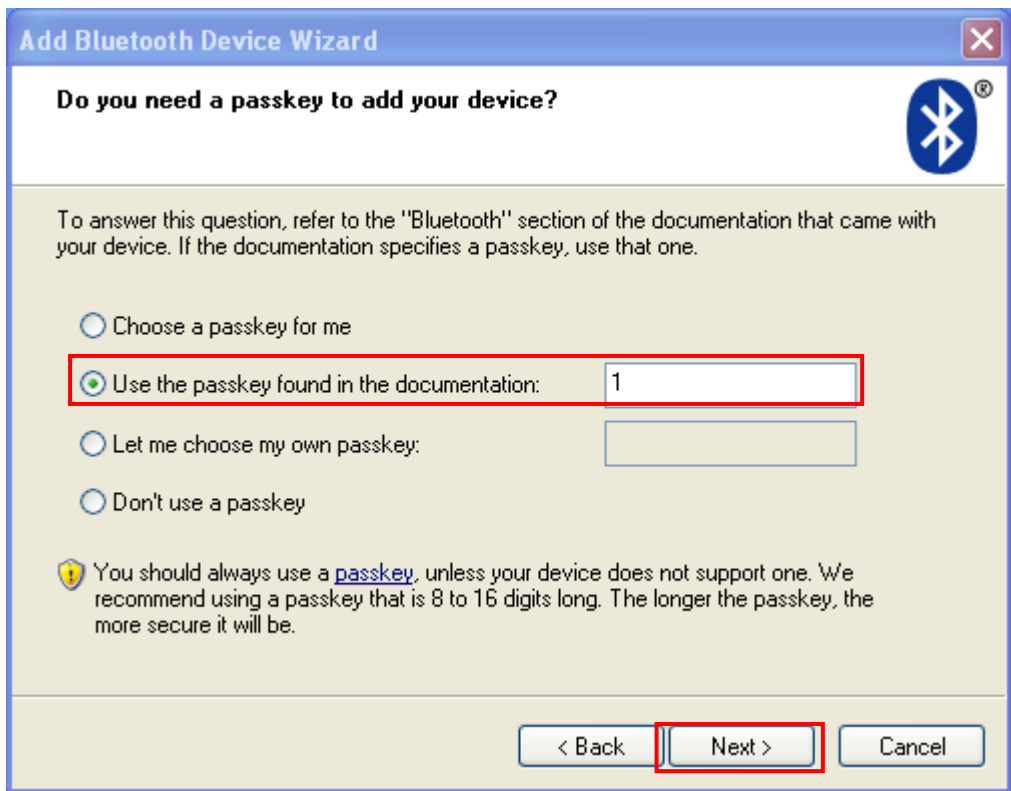 Add Bluetooth Device Wizard
Do you need a passkey to add your device?
®
To answer this question, refer to the "Bluetooth" section of the documentation that came with
your device. If the documentation specifies a passkey, use that one.
Choose a passkey for me
Use the passkey found in the documentation: 1
Let me choose my own passkey:
Don't use a passkey
You should always use a passkey, unless your device does not support one. We
recommend using a passkey that is 8 to 16 digits long. The longer the passkey, the
more secure it will be.
< Back Next > Cancel